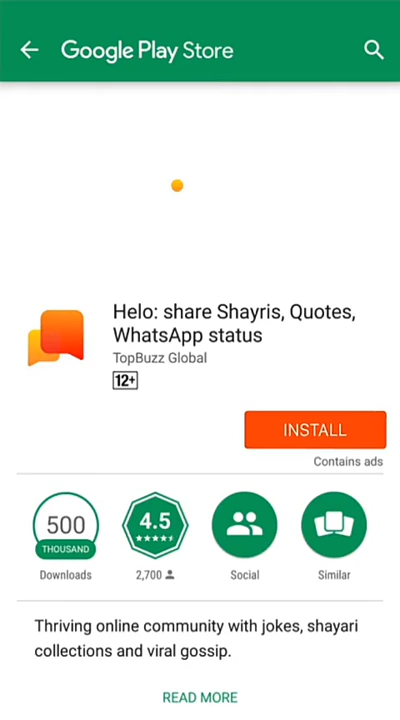 Google Play Store
Helo: share Shayris, Quotes,
WhatsApp status
TopBuzz Global
12+
INSTALL
Contains ads
500
THOUSAND
Downloads
4.5
2,700
Social
Similar
Thriving online community with jokes, shayari
collections and viral gossip.
READ MORE